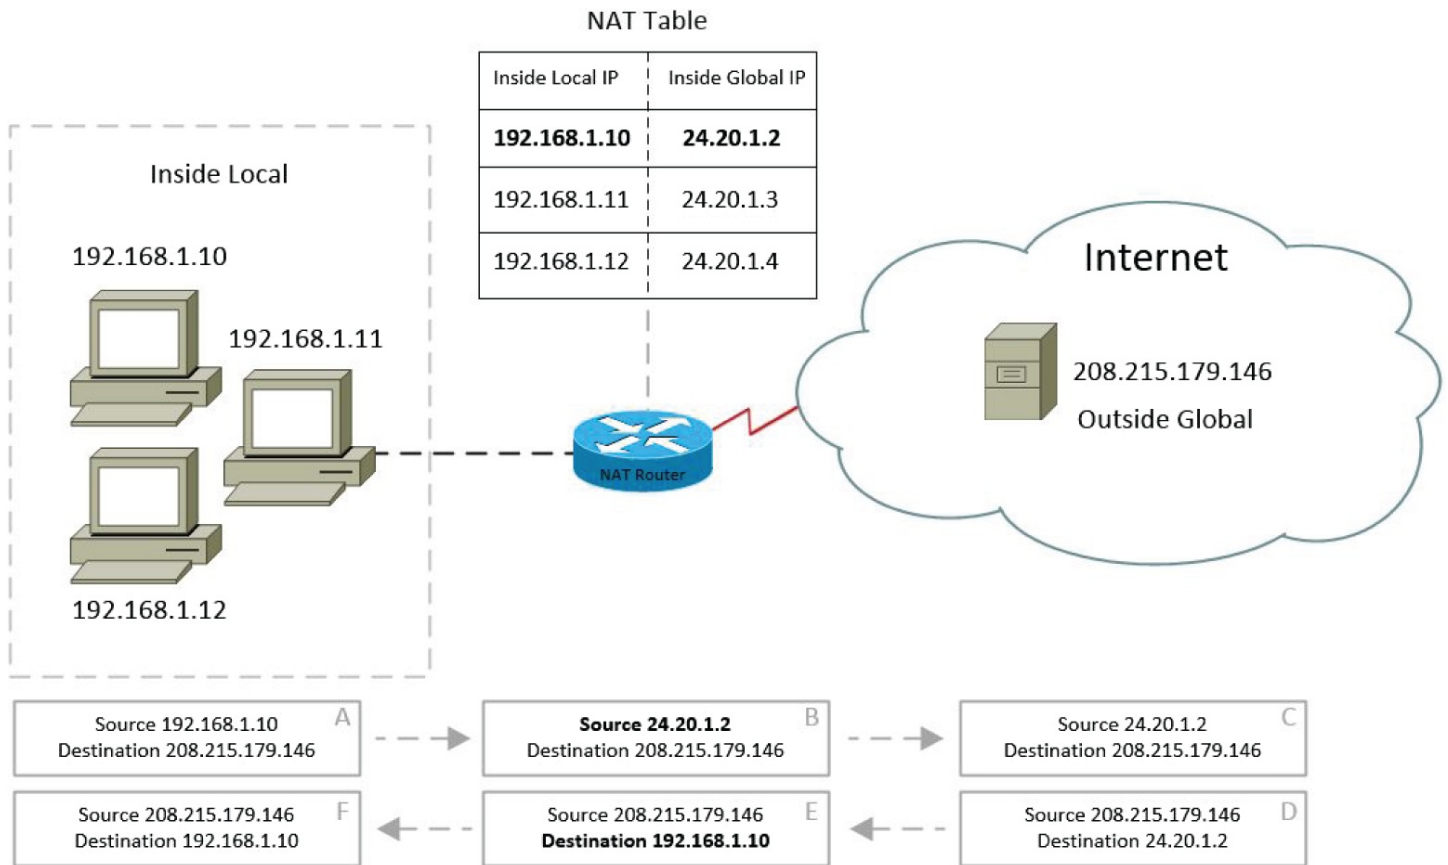 NAT Table
Inside Local IP
Inside Global IP
192.168.1.10
24.20.1.2
192.168.1.11
24.20.1.3
192.168.1.12
24.20.1.4
Inside Local
192.168.1.10
192.168.1.11
192.168.1.12
NAT Router
Internet
208.215.179.146
Outside Global
A
Source 192.168.1.10
Destination 208.215.179.146
B
Source 24.20.1.2
Destination 208.215.179.146
C
Source 24.20.1.2
Destination 208.215.179.146
F
Source 208.215.179.146
Destination 192.168.1.10
E
Source 208.215.179.146
Destination 192.168.1.10
D
Source 208.215.179.146
Destination 24.20.1.2